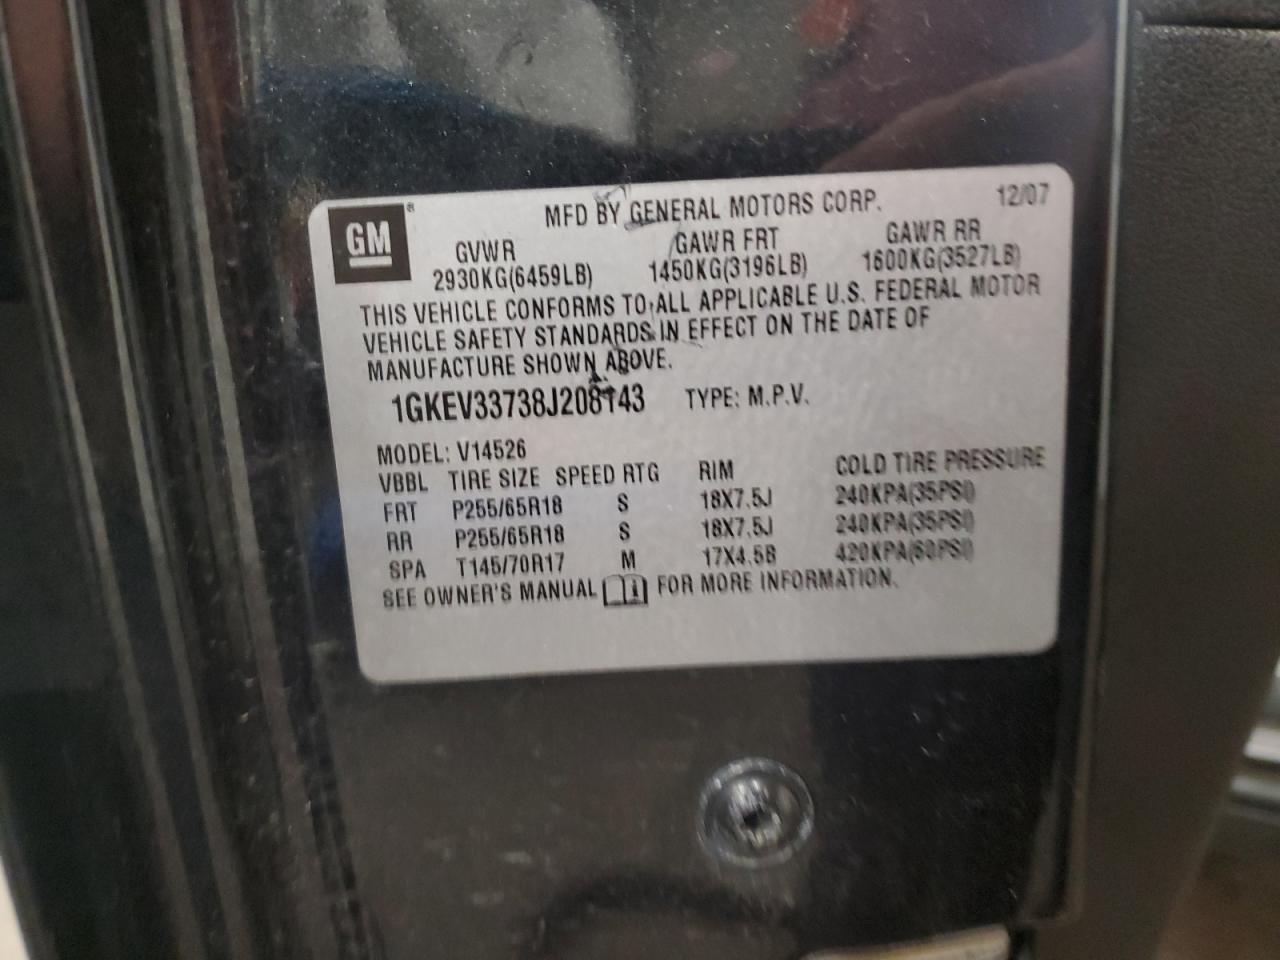 GM ®
MFD BY GENERAL MOTORS CORP. 12/07
GVWR GAWR FRT GAWR RR
2930KG(6459LB) 1450KG(3196LB) 1600KG(3527LB)
THIS VEHICLE CONFORMS TO ALL APPLICABLE U.S. FEDERAL MOTOR
VEHICLE SAFETY STANDARDS IN EFFECT ON THE DATE OF
MANUFACTURE SHOWN ABOVE.
1GKEV33738J208143 TYPE: M.P.V.
MODEL: V14526
VBBL TIRE SIZE SPEED RTG RIM COLD TIRE PRESSURE
FRT P255/65R18 S 18X7.5J 240KPA(35PSI)
RR P255/65R18 S 18X7.5J 240KPA(35PSI)
SPA T145/70R17 M 17X4.5B 420KPA(60PSI)
SEE OWNER'S MANUAL FOR MORE INFORMATION.